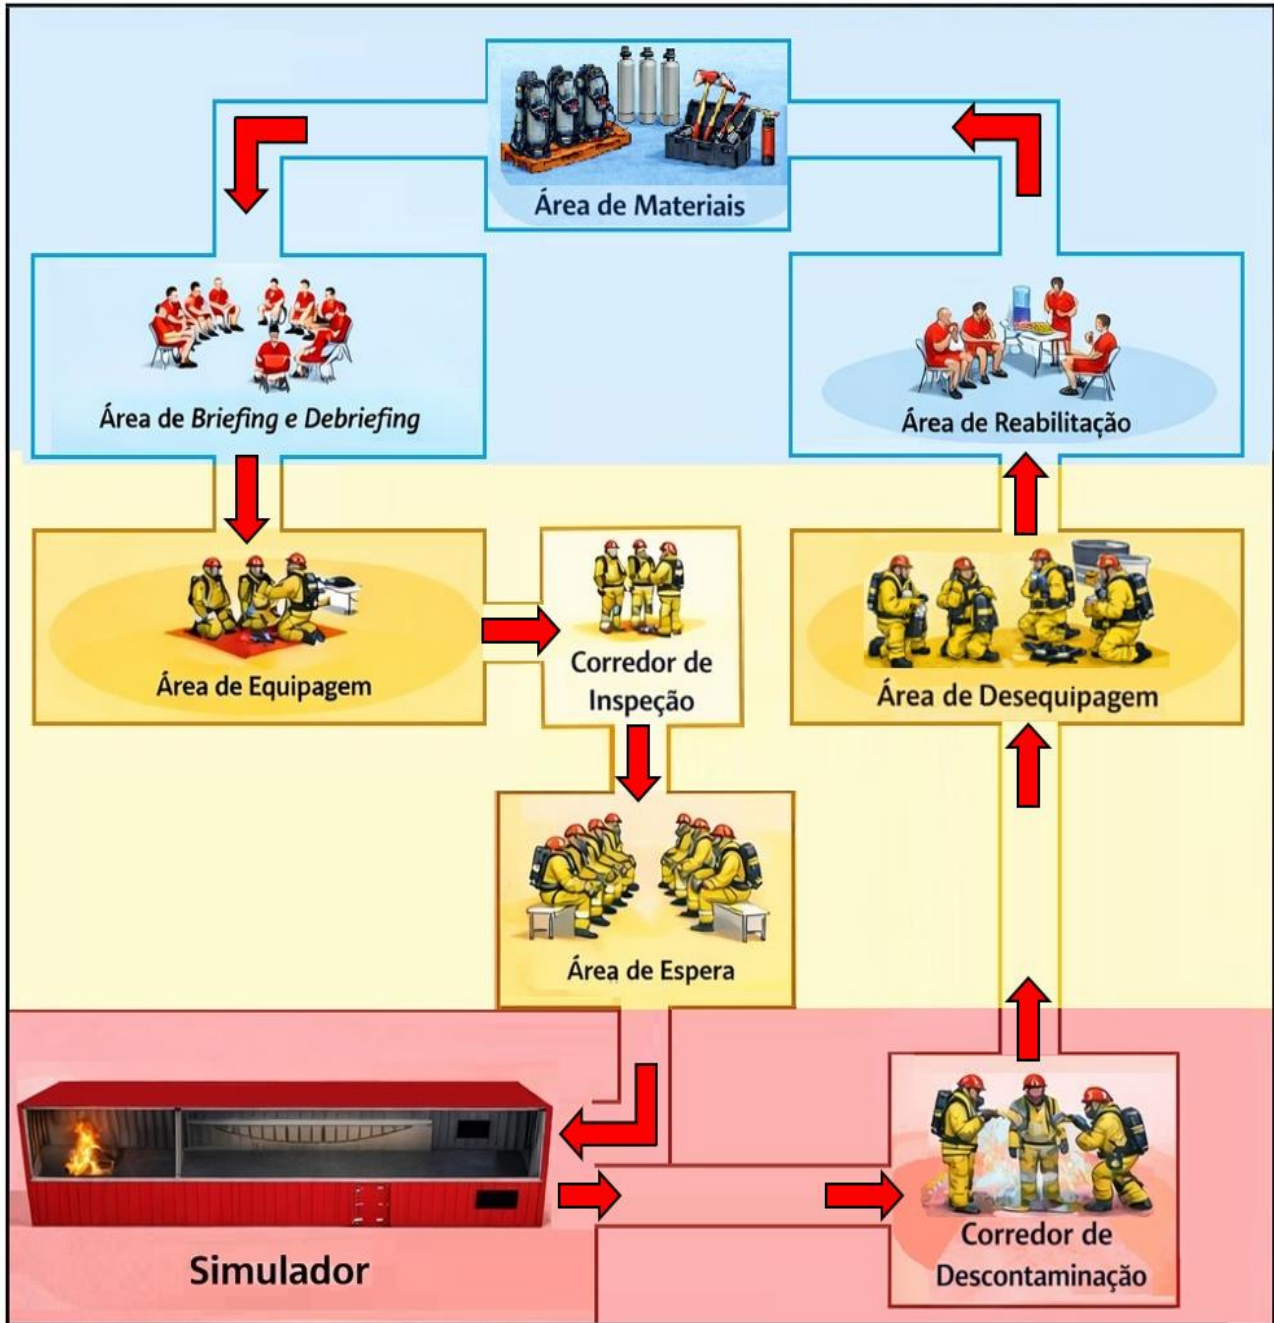 Área de Materiais
Área de Briefing e Debriefing
Área de Reabilitação
Área de Equipagem
Corredor de
Inspeção
Área de Desequipagem
Área de Espera
Simulador
Corredor de
Descontaminação